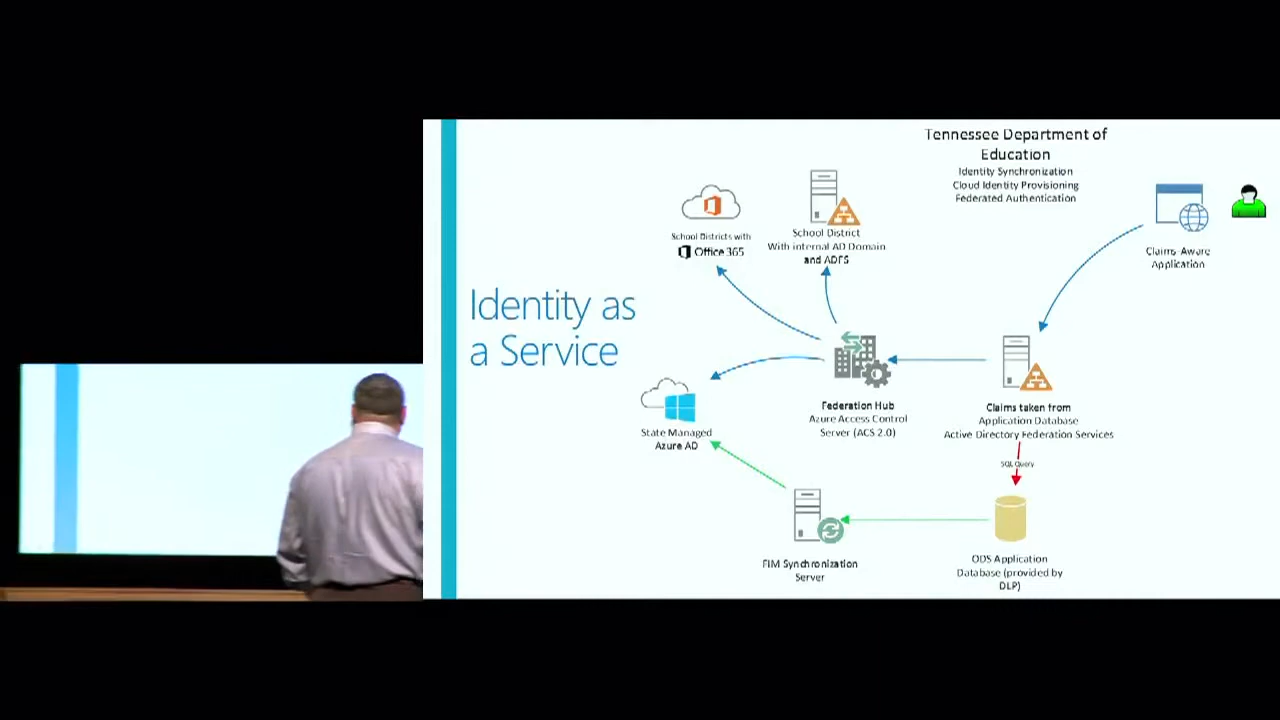 Tennessee Department of
Education
Identity Synchronization
Cloud Identity Provisioning
Federated Authentication
School Districts with
Office 365
School District
With internal AD Domain
and ADFS
Claims-Aware
Application
Identity as
a Service
Federation Hub
Azure Access Control
Server (ACS 2.0)
Claims taken from
Application Database
Active Directory Federation Services
State Managed
Azure AD
SQL Query
FIM Synchronization
Server
ODS Application
Database (provided by
DLP)